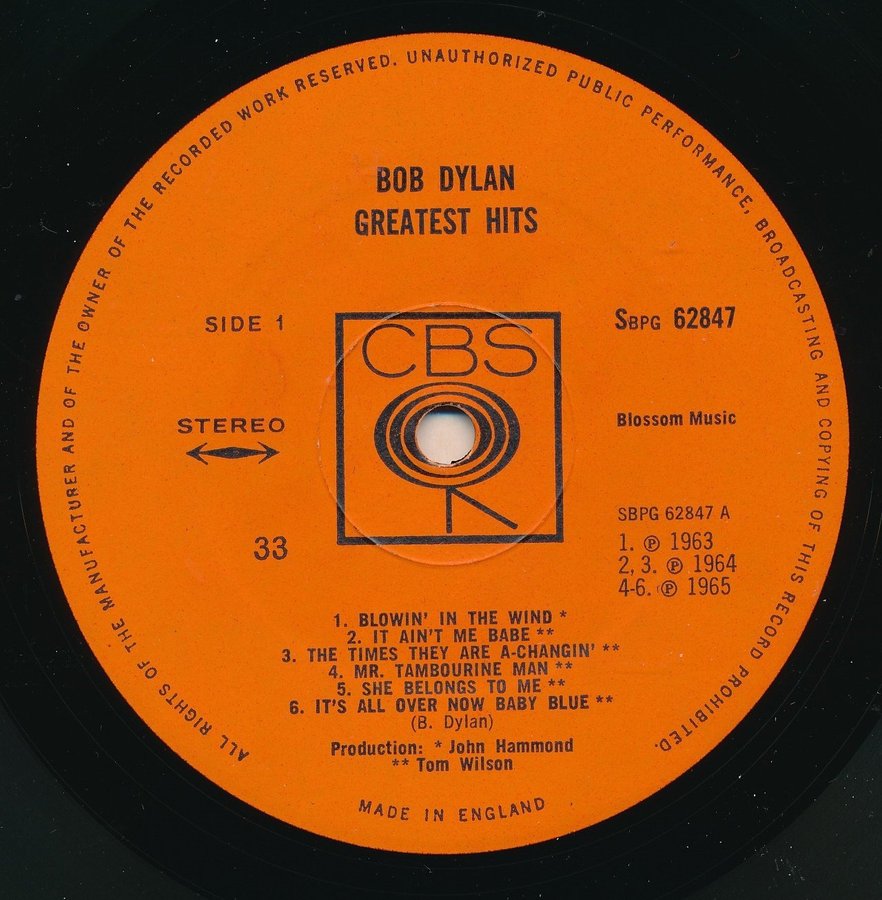 ALL RIGHTS OF THE MANUFACTURER AND OF THE OWNER OF THE RECORDED WORK RESERVED. UNAUTHORIZED PUBLIC PERFORMANCE, BROADCASTING AND COPYING OF THIS RECORD PROHIBITED.
BOB DYLAN
GREATEST HITS
SIDE 1
CBS
SBPG 62847
STEREO
Blossom Music
33
SBPG 62847 A
1. ℗ 1963
2, 3. ℗ 1964
4-6. ℗ 1965
1. BLOWIN' IN THE WIND *
2. IT AIN'T ME BABE **
3. THE TIMES THEY ARE A-CHANGIN' **
4. MR. TAMBOURINE MAN **
5. SHE BELONGS TO ME **
6. IT'S ALL OVER NOW BABY BLUE **
(B. Dylan)
Production: * John Hammond
** Tom Wilson
MADE IN ENGLAND